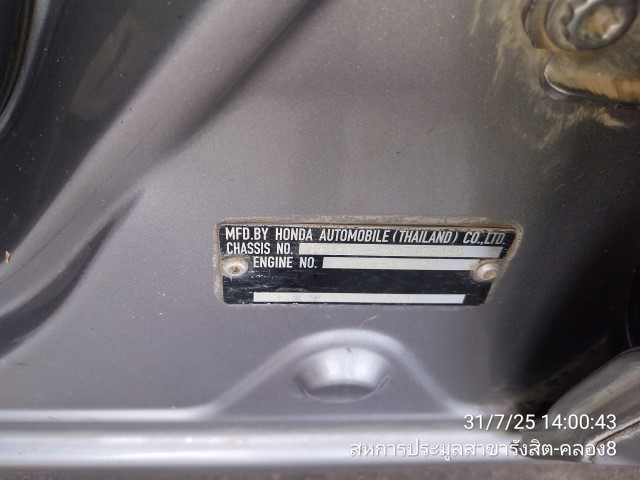 MFD.BY HONDA AUTOMOBILE (THAILAND) CO.,LTD.
CHASSIS NO.
ENGINE NO.
31/7/25 14:00:43
สหการประมูลสาขารังสิต-คลอง8